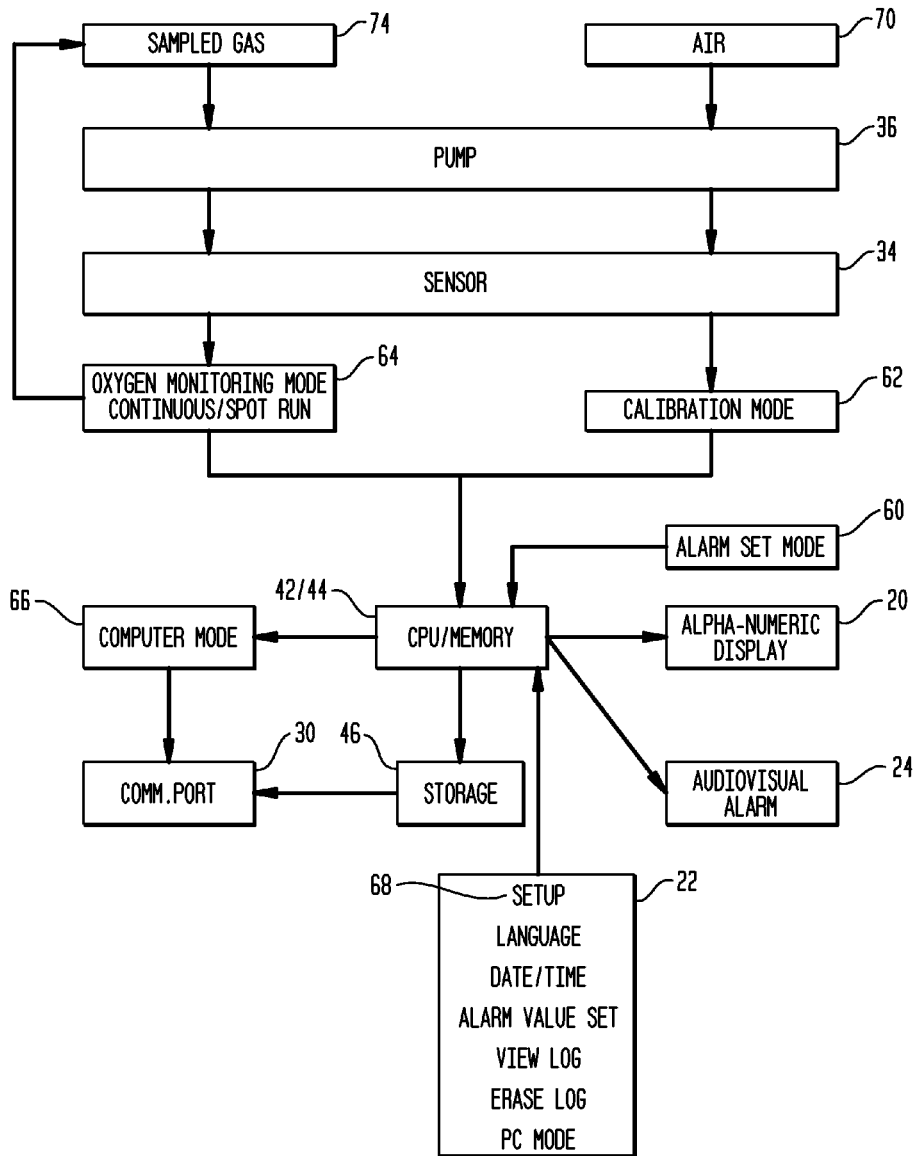 74
SAMPLED GAS
70
AIR
36
PUMP
34
SENSOR
64
OXYGEN MONITORING MODE
CONTINUOUS/SPOT RUN
62
CALIBRATION MODE
60
ALARM SET MODE
66
COMPUTER MODE
42/44
CPU/MEMORY
20
ALPHA-NUMERIC
DISPLAY
30
COMM.PORT
46
STORAGE
24
AUDIOVISUAL
ALARM
68
22
SETUP
LANGUAGE
DATE/TIME
ALARM VALUE SET
VIEW LOG
ERASE LOG
PC MODE